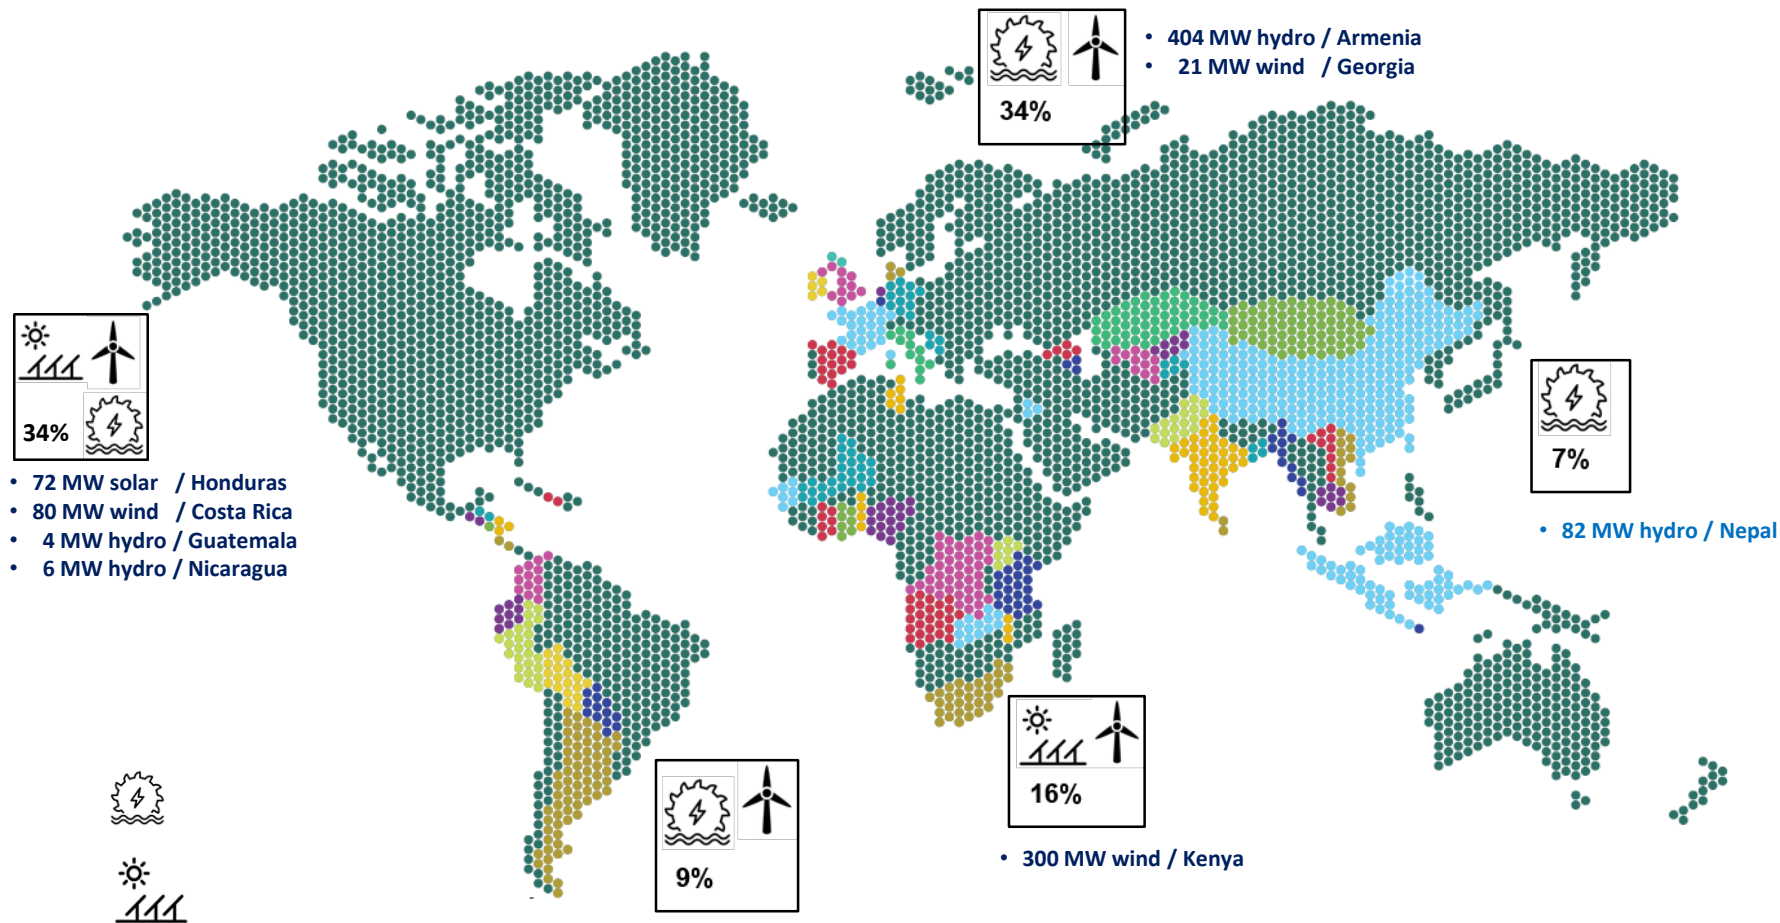 34%
• 404 MW hydro / Armenia
• 21 MW wind / Georgia
34%
• 72 MW solar / Honduras
• 80 MW wind / Costa Rica
• 4 MW hydro / Guatemala
• 6 MW hydro / Nicaragua
7%
• 82 MW hydro / Nepal
16%
• 300 MW wind / Kenya
9%